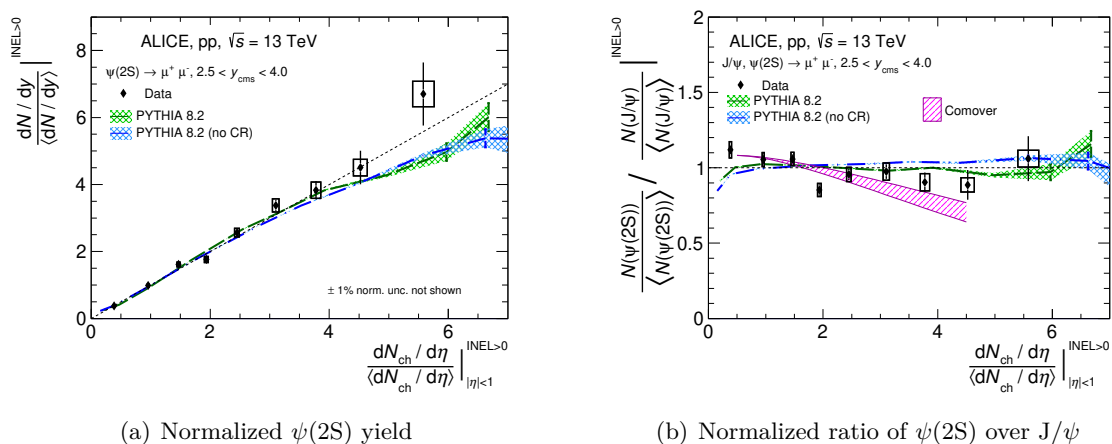 ALICE, pp, √s = 13 TeV
ψ(2S) → μ⁺ μ⁻, 2.5 < y_cms < 4.0
Data
PYTHIA 8.2
PYTHIA 8.2 (no CR)
± 1% norm. unc. not shown
dN / dy / ⟨dN / dy⟩ |^INEL>0
0 2 4 6 8
0 2 4 6
dN_ch / dη / ⟨dN_ch / dη⟩ |^INEL>0_|η|<1
(a) Normalized ψ(2S) yield
ALICE, pp, √s = 13 TeV
J/ψ, ψ(2S) → μ⁺ μ⁻, 2.5 < y_cms < 4.0
Data
PYTHIA 8.2
PYTHIA 8.2 (no CR)
Comover
N(ψ(2S)) / ⟨N(ψ(2S))⟩ / N(J/ψ) / ⟨N(J/ψ)⟩ |^INEL>0
0 0.5 1 1.5 2
0 2 4 6
dN_ch / dη / ⟨dN_ch / dη⟩ |^INEL>0_|η|<1
(b) Normalized ratio of ψ(2S) over J/ψ